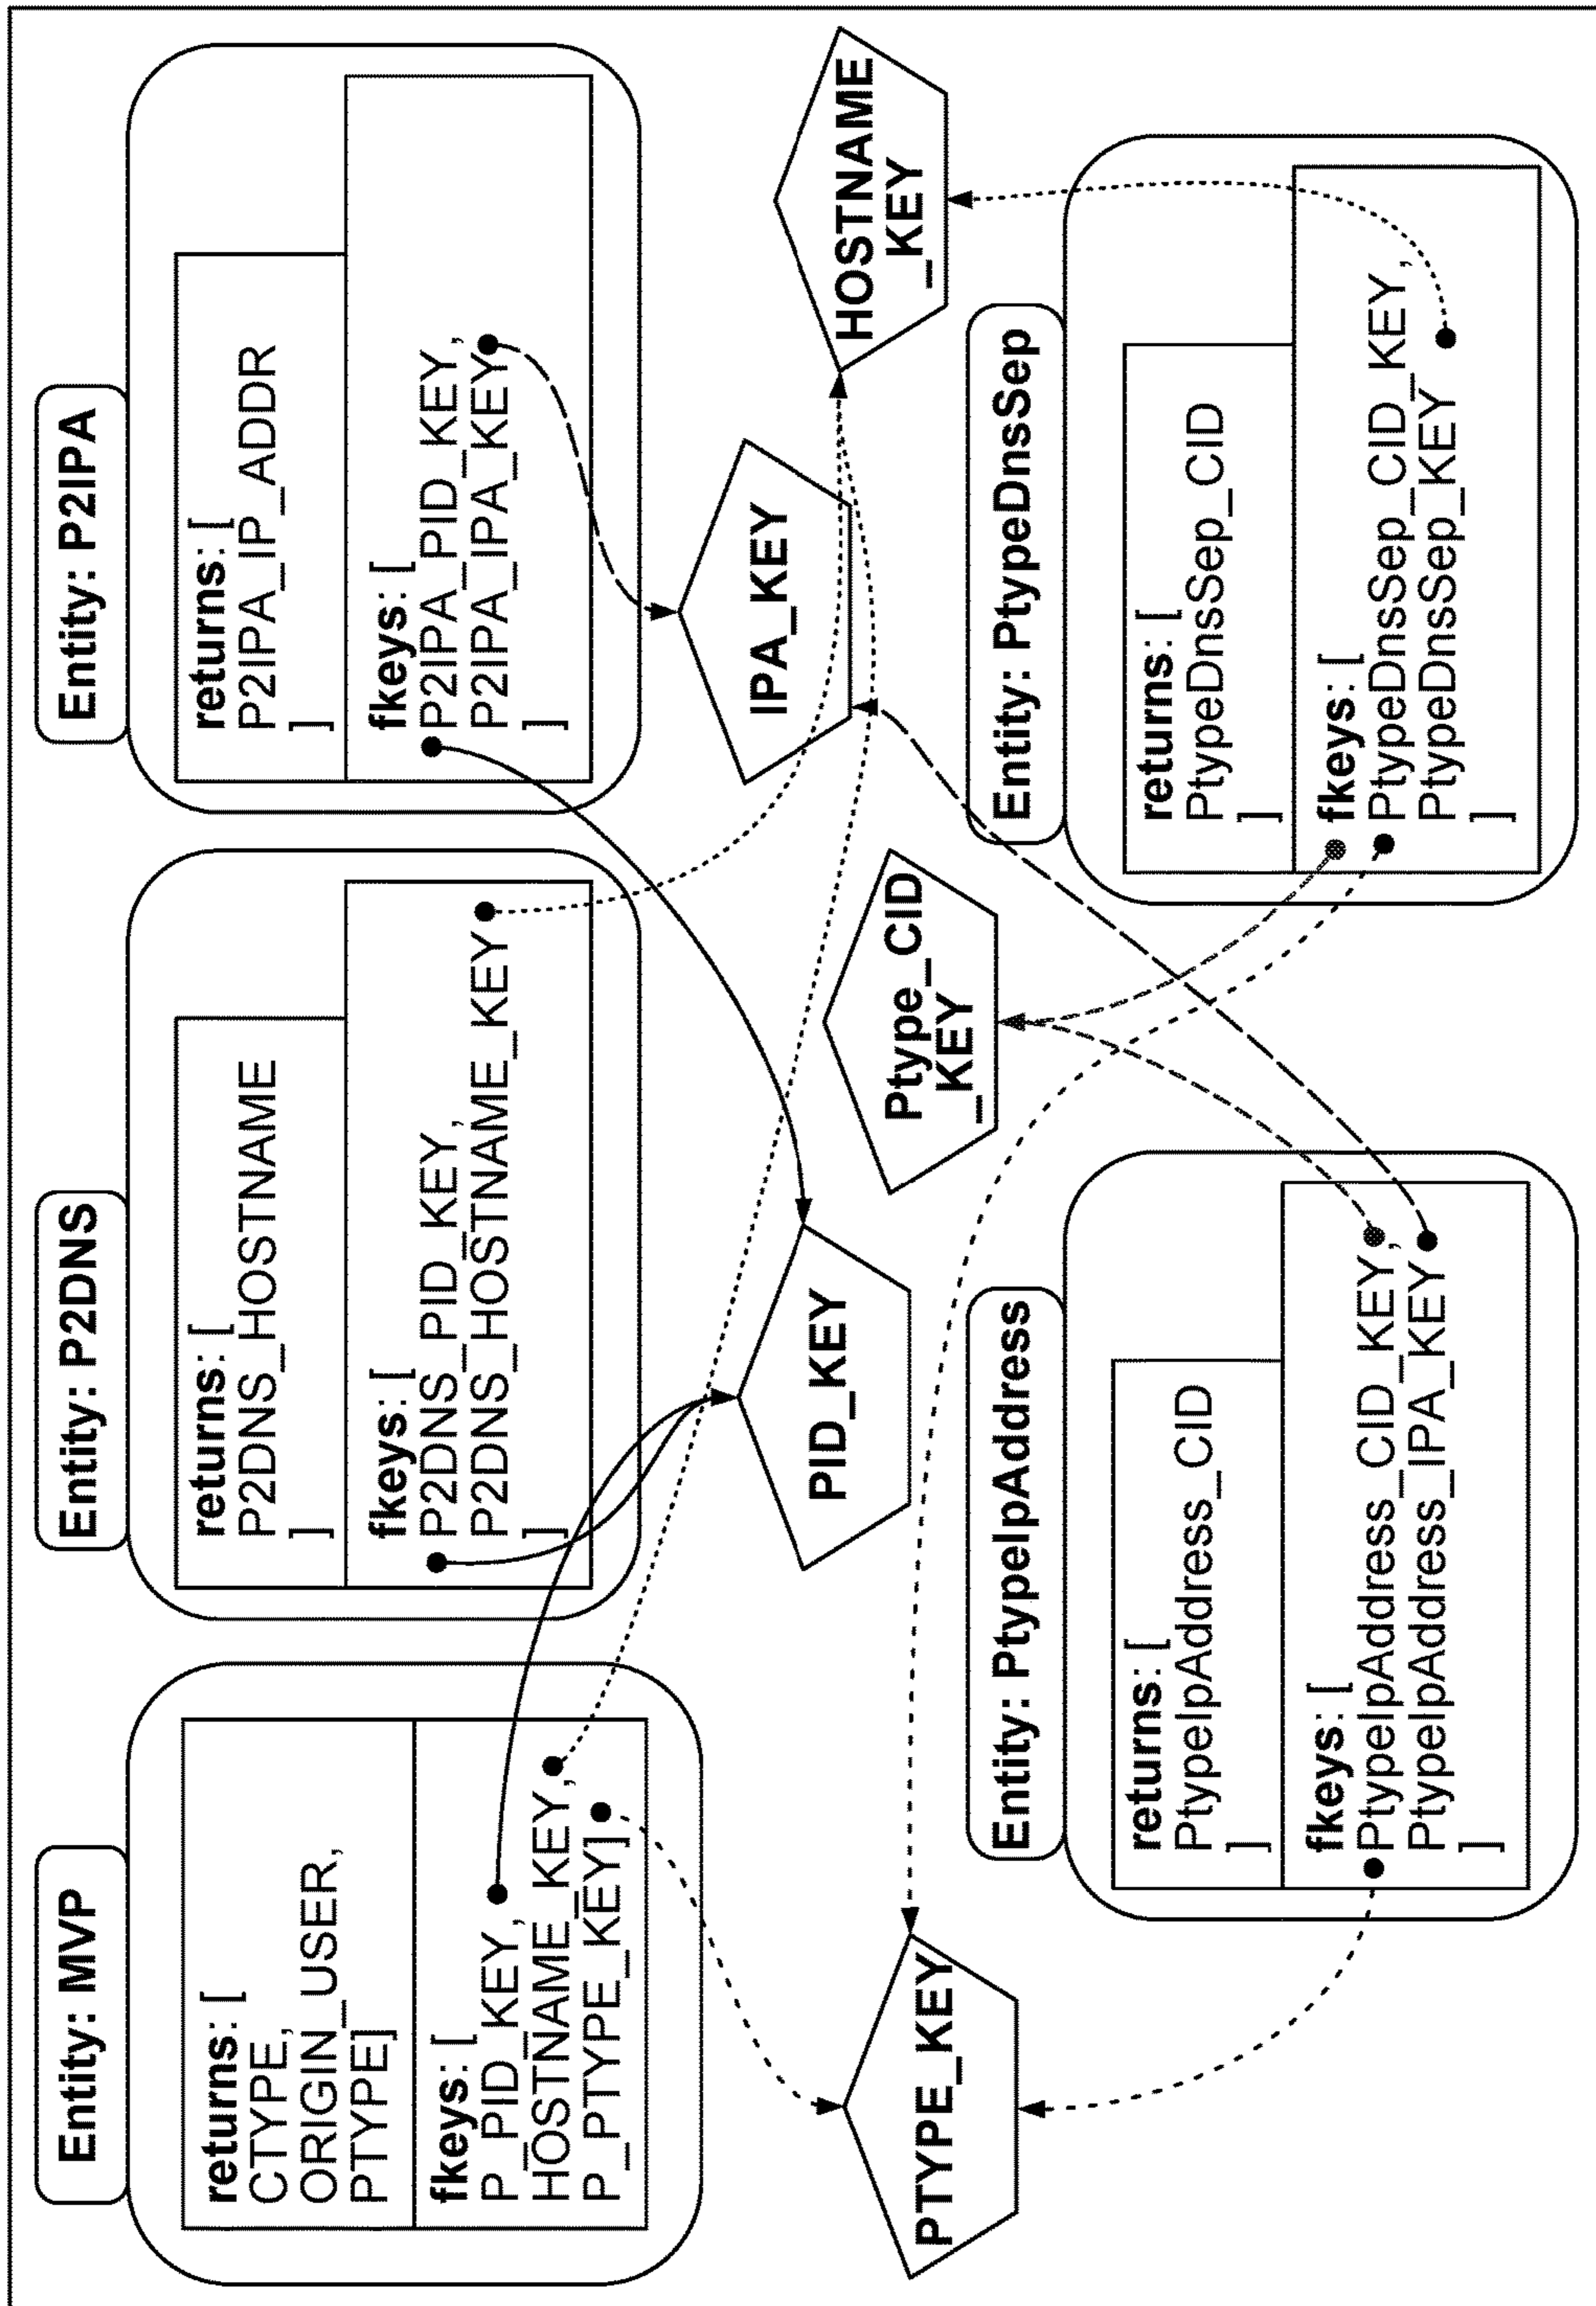 Entity: MVP
returns: [
CTYPE,
ORIGIN_USER,
PTYPE]
fkeys: [
P_PID_KEY,
HOSTNAME_KEY,
P_PTYPE_KEY]
Entity: P2DNS
returns: [
P2DNS_HOSTNAME
]
fkeys: [
P2DNS_PID_KEY,
P2DNS_HOSTNAME_KEY
]
Entity: P2IPA
returns: [
P2IPA_IP_ADDR
]
fkeys: [
P2IPA_PID_KEY,
P2IPA_IPA_KEY
]
PTYPE_KEY
PID_KEY
Ptype_CID
_KEY
IPA_KEY
HOSTNAME
_KEY
Entity: PtypeIpAddress
returns: [
PtypeIpAddress_CID
]
fkeys: [
PtypeIpAddress_CID_KEY,
PtypeIpAddress_IPA_KEY
]
Entity: PtypeDnsSep
returns: [
PtypeDnsSep_CID
]
fkeys: [
PtypeDnsSep_CID_KEY,
PtypeDnsSep_KEY
]